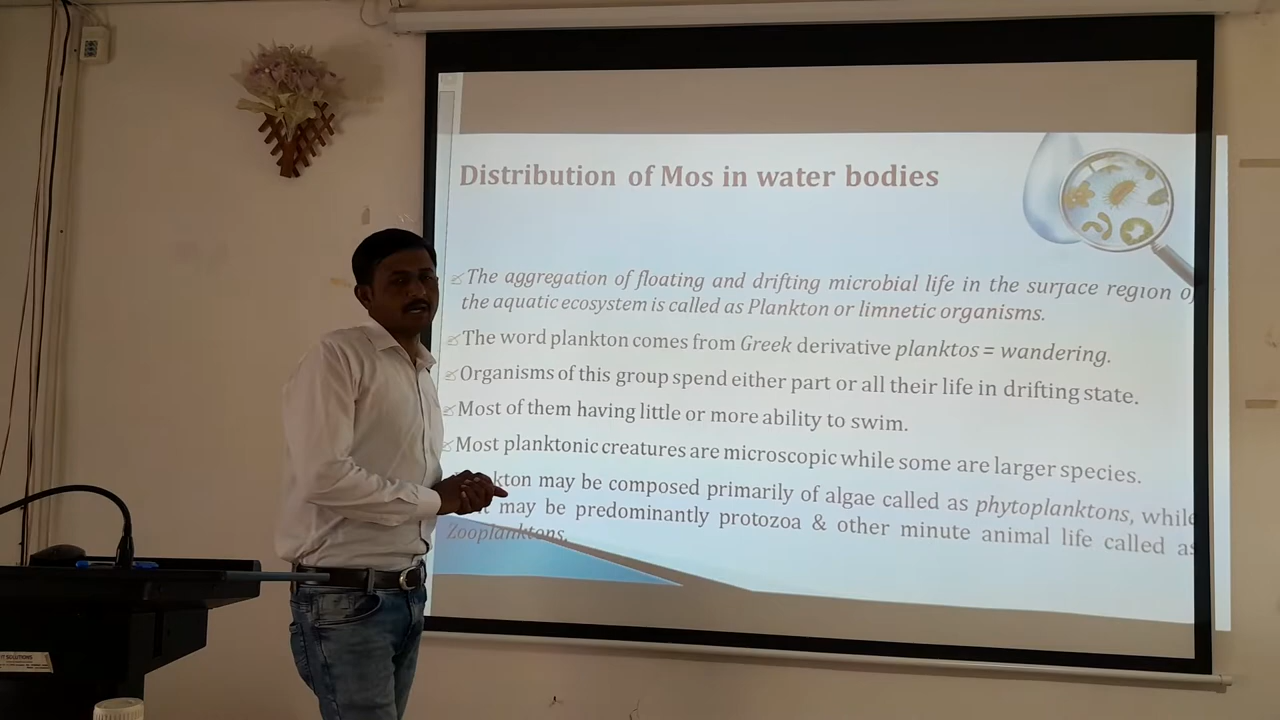 Distribution of Mos in water bodies
The aggregation of floating and drifting microbial life in the surface region of
the aquatic ecosystem is called as Plankton or limnetic organisms.
The word plankton comes from Greek derivative planktos = wandering.
Organisms of this group spend either part or all their life in drifting state.
Most of them having little or more ability to swim.
Most planktonic creatures are microscopic while some are larger species.
may be composed primarily of algae called as phytoplanktons, while
may be predominantly protozoa & other minute animal life called as
Zooplanktons.